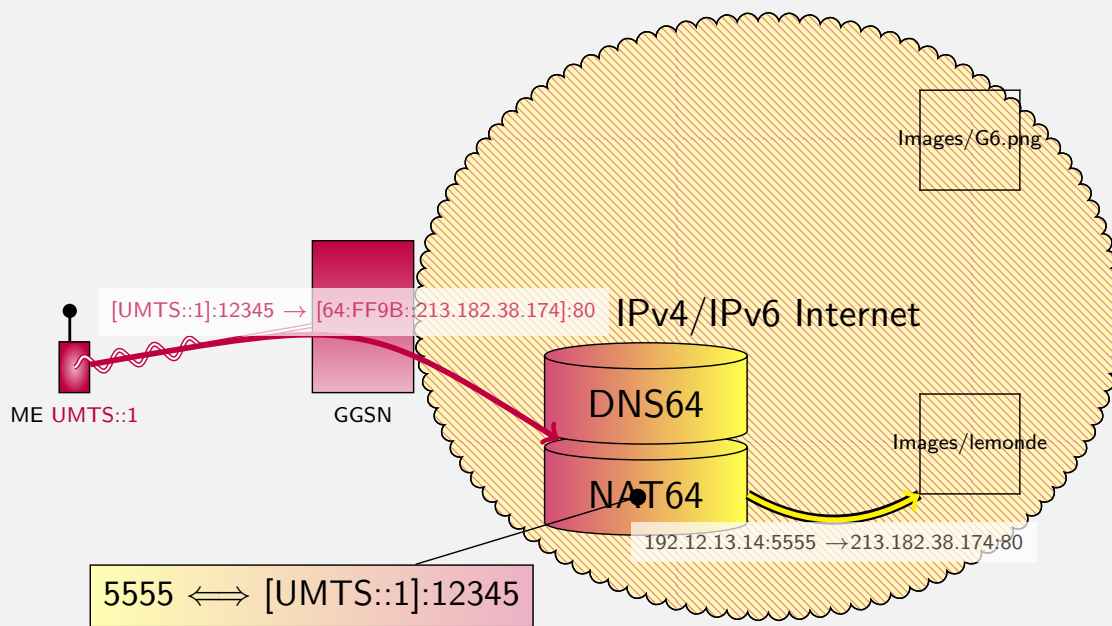 Images/G6.png
[UMTS::1]:12345 → [64:FF9B::213.182.38.174]:80
IPv4/IPv6 Internet
ME UMTS::1
GGSN
DNS64
Images/lemonde
NAT64
192.12.13.14:5555 →213.182.38.174:80
5555 ⟺ [UMTS::1]:12345